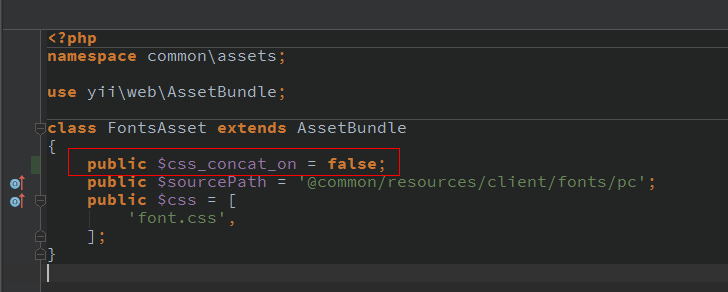 <?php
namespace common\assets;
use yii\web\AssetBundle;
class FontsAsset extends AssetBundle
{
public $css_concat_on = false;
public $sourcePath = '@common/resources/client/fonts/pc';
public $css = [
'font.css',
];
}